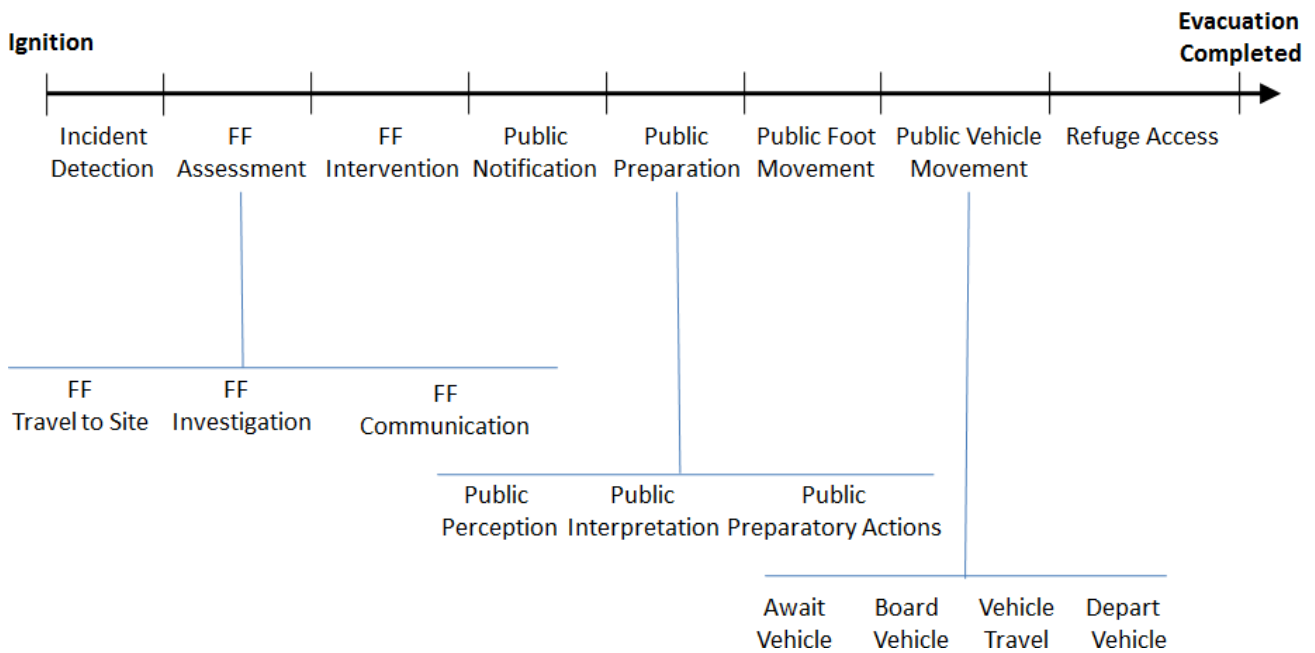 Ignition
Evacuation
Completed
Incident
Detection
FF
Assessment
FF
Intervention
Public
Notification
Public
Preparation
Public Foot
Movement
Public Vehicle
Movement
Refuge Access
FF
Travel to Site
FF
Investigation
FF
Communication
Public
Perception
Public
Interpretation
Public
Preparatory Actions
Await
Vehicle
Board
Vehicle
Vehicle
Travel
Depart
Vehicle